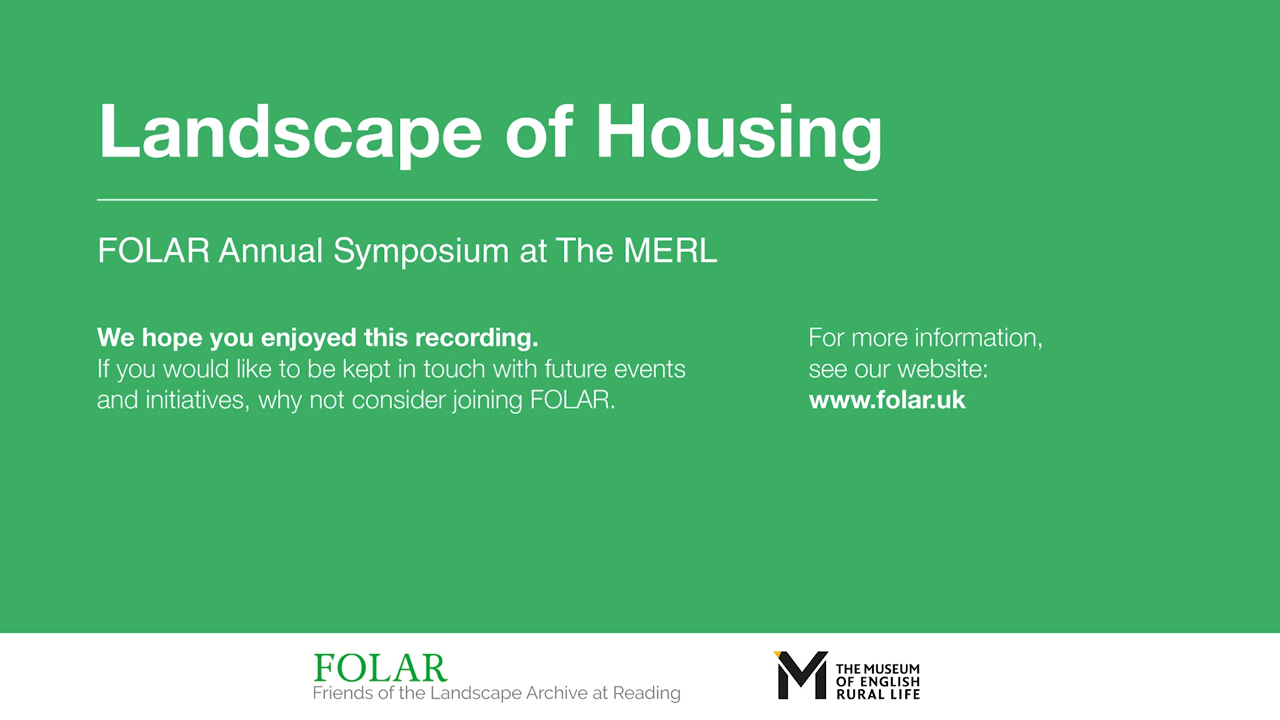 Landscape of Housing
FOLAR Annual Symposium at The MERL
We hope you enjoyed this recording.
If you would like to be kept in touch with future events
and initiatives, why not consider joining FOLAR.
For more information,
see our website:
www.folar.uk
FOLAR
Friends of the Landscape Archive at Reading
M
THE MUSEUM
OF ENGLISH
RURAL LIFE